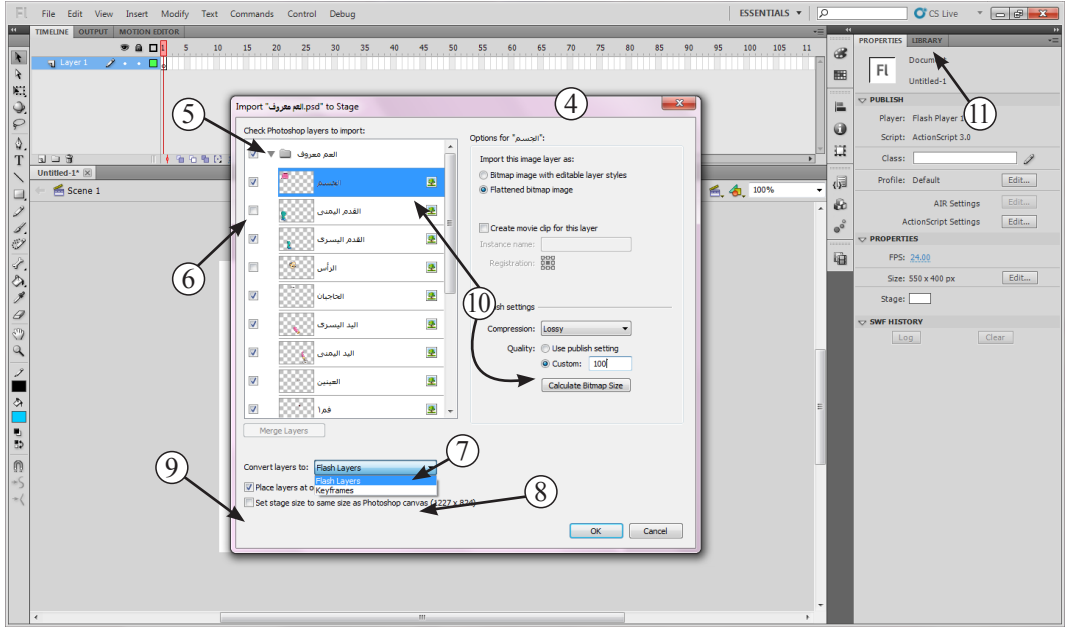 Fl File Edit View Insert Modify Text Commands Control Debug ESSENTIALS CS Live
TIMELINE OUTPUT MOTION EDITOR
1 5 10 15 20 25 30 35 40 45 50 55 60 65 70 75 80 85 90 95 100 105 11
Layer 1
Untitled-1*
Scene 1
100%
Import "العم معروف.psd" to Stage
Check Photoshop layers to import:
العم معروف
الجسم
القدم اليمنى
القدم اليسرى
الرأس
الحاجبان
اليد اليسرى
اليد اليمنى
العينين
فم١
Merge Layers
Convert layers to: Flash Layers
Flash Layers
Keyframes
Place layers at o
Set stage size to same size as Photoshop canvas (1227 x 824)
Options for "الجسم":
Import this image layer as:
Bitmap image with editable layer styles
Flattened bitmap image
Create movie clip for this layer
Instance name:
Registration:
settings
Compression: Lossy
Quality: Use publish setting
Custom: 100
Calculate Bitmap Size
OK Cancel
PROPERTIES LIBRARY
Fl Docum
Untitled-1
PUBLISH
Player: Flash Player 1
Script: ActionScript 3.0
Class:
Profile: Default Edit...
AIR Settings Edit...
ActionScript Settings Edit...
PROPERTIES
FPS: 24.00
Size: 550 x 400 px Edit...
Stage:
SWF HISTORY
Log Clear
4
5
6
7
8
9
10
11